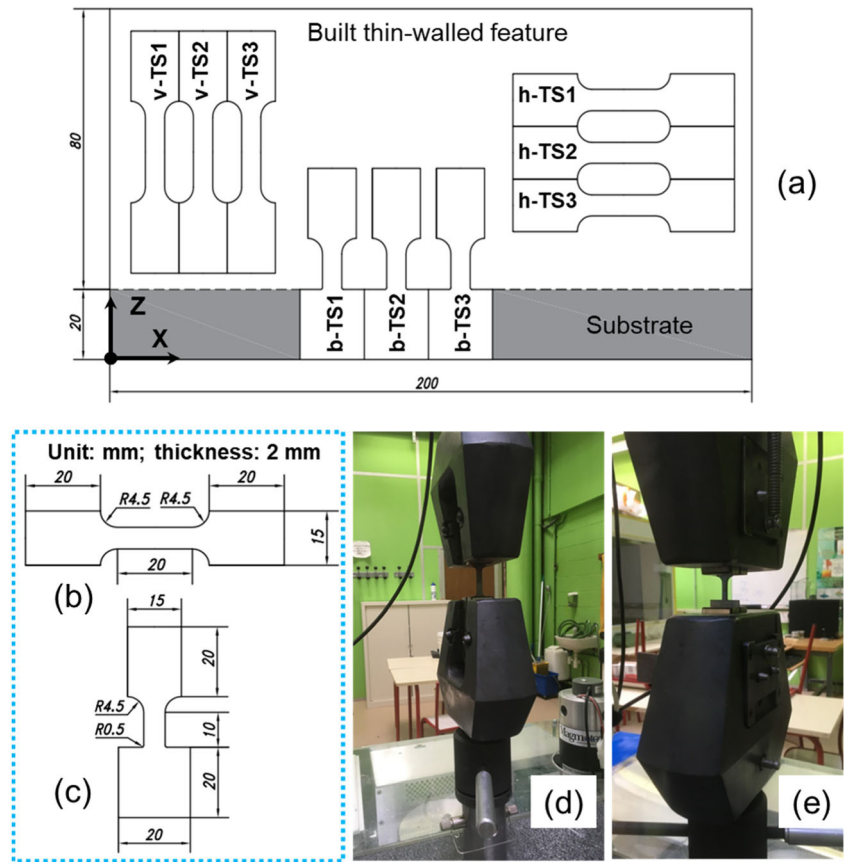 Built thin-walled feature
v-TS1
v-TS2
v-TS3
h-TS1
h-TS2
h-TS3
(a)
80
b-TS1
b-TS2
b-TS3
Z
X
Substrate
20
200
Unit: mm; thickness: 2 mm
20
20
R4.5
R4.5
15
20
(b)
15
20
R4.5
R0.5
10
20
(c)
20
(d)
(e)